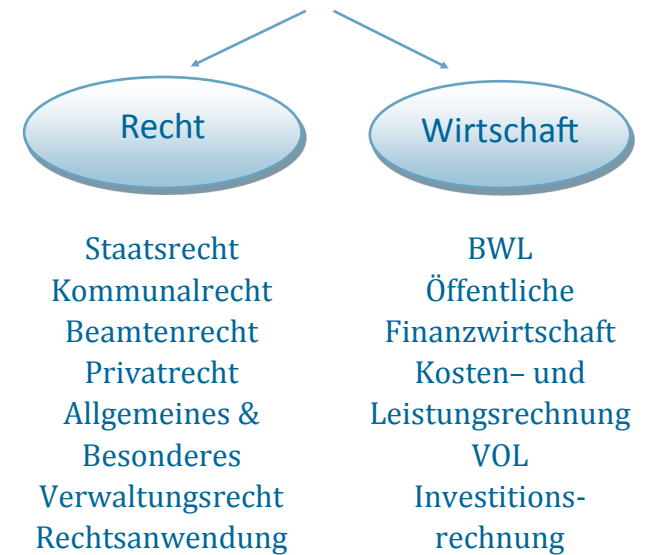 Recht
Staatsrecht
Kommunalrecht
Beamtenrecht
Privatrecht
Allgemeines &
Besonderes
Verwaltungsrecht
Rechtsanwendung
Wirtschaft
BWL
Öffentliche
Finanzwirtschaft
Kosten– und
Leistungsrechnung
VOL
Investitions-
rechnung